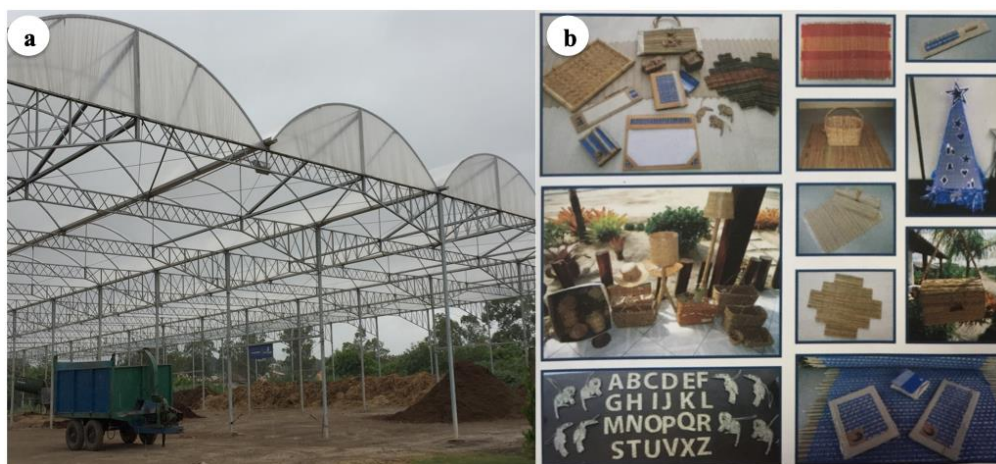 a
b
ABCDEF
GHIJKL
MNOPQR
STUVXZ